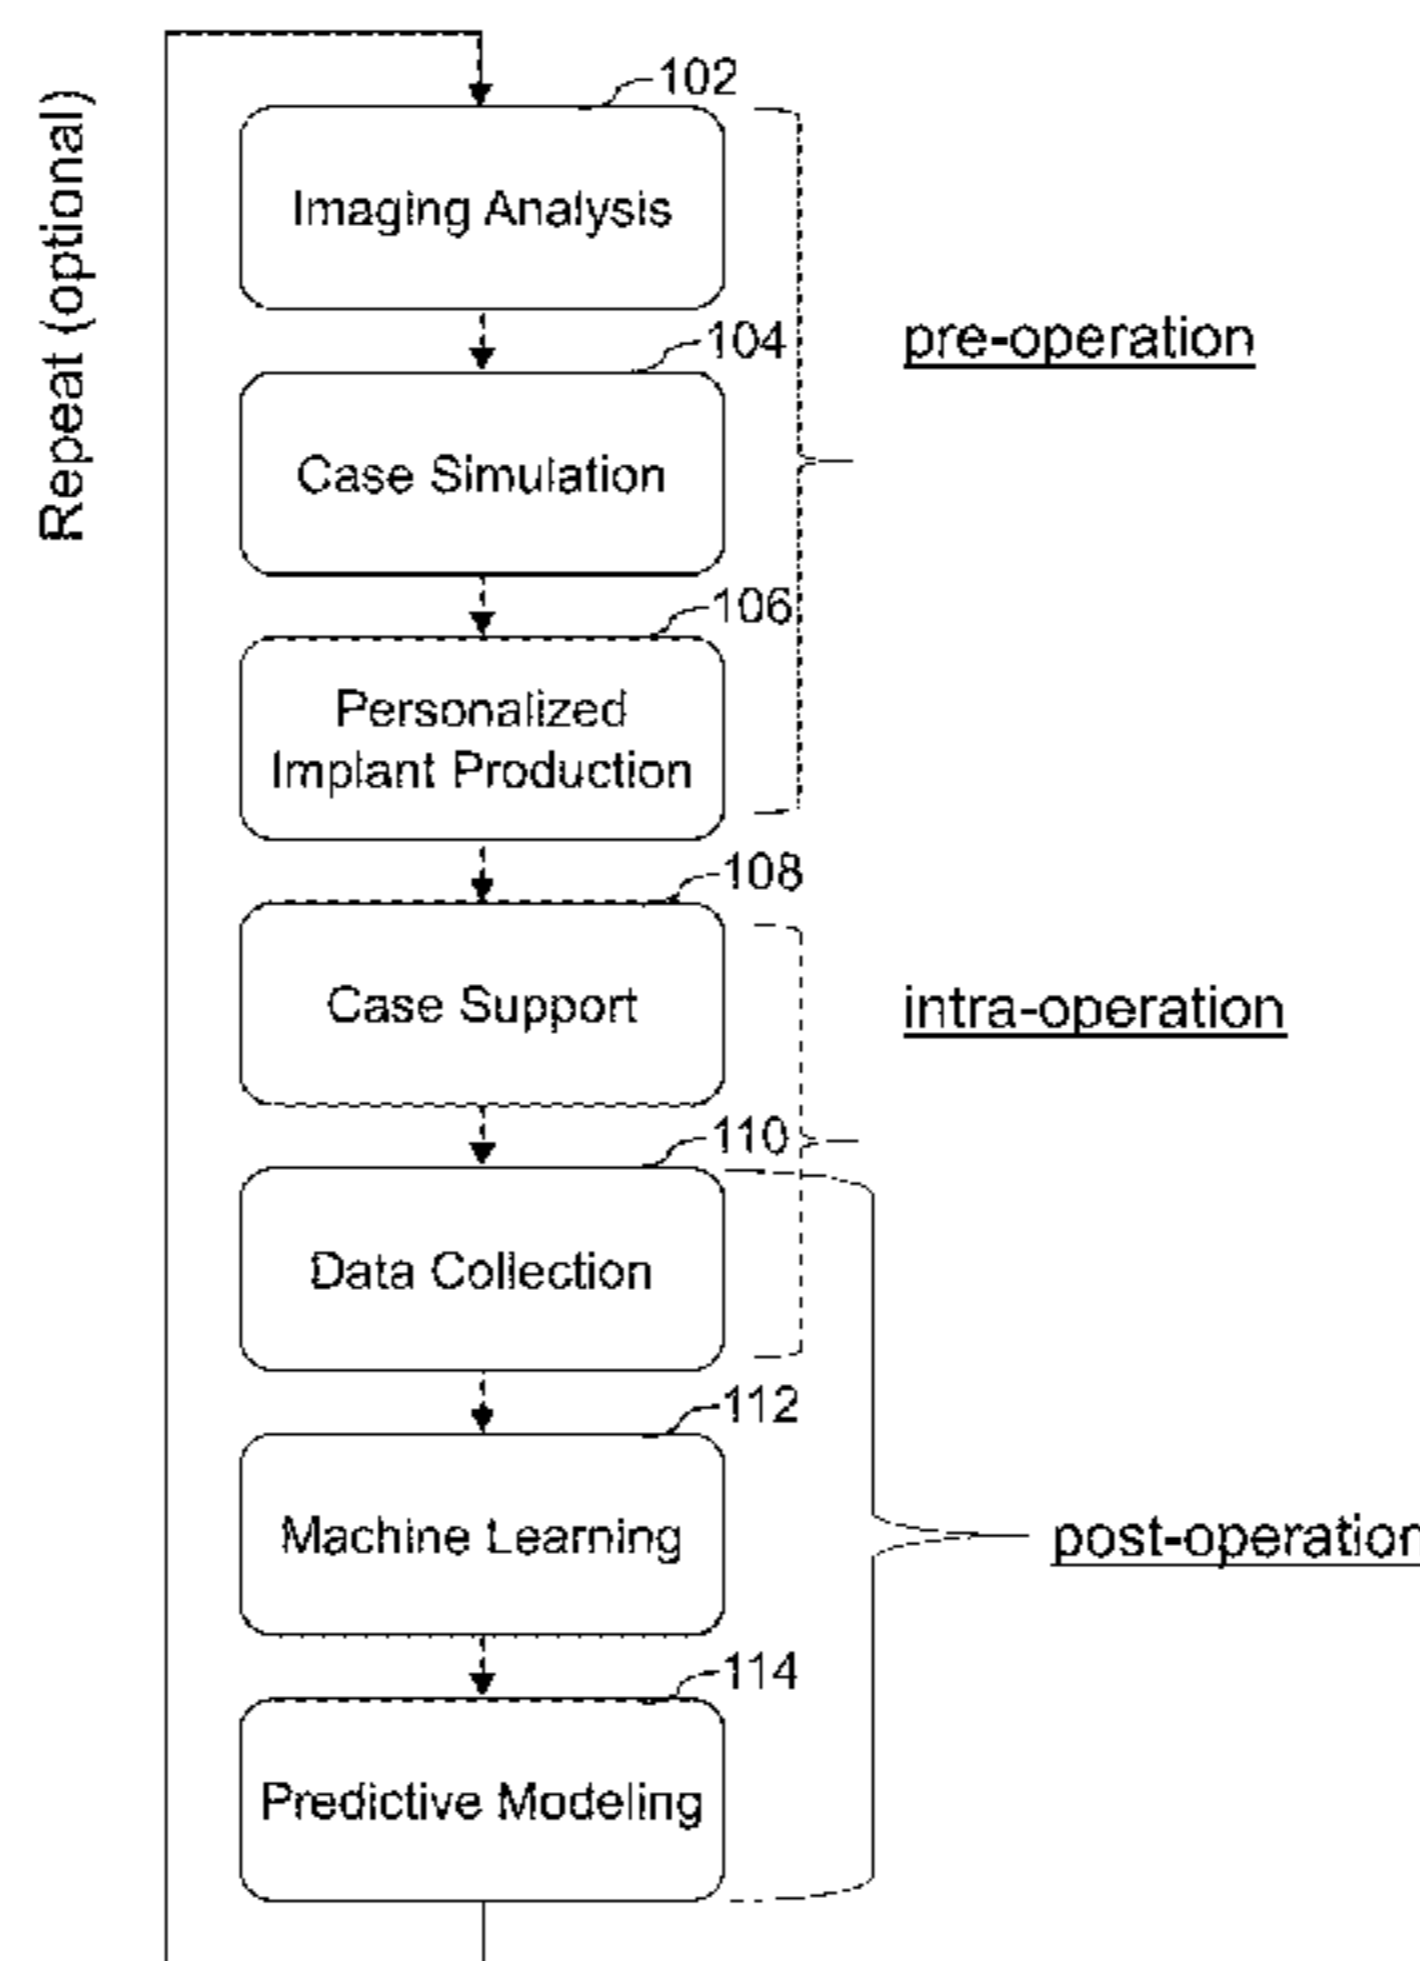 Repeat (optional)
102
Imaging Analysis
104
pre-operation
Case Simulation
106
Personalized
Implant Production
108
Case Support
intra-operation
110
Data Collection
112
Machine Learning
post-operation
114
Predictive Modeling